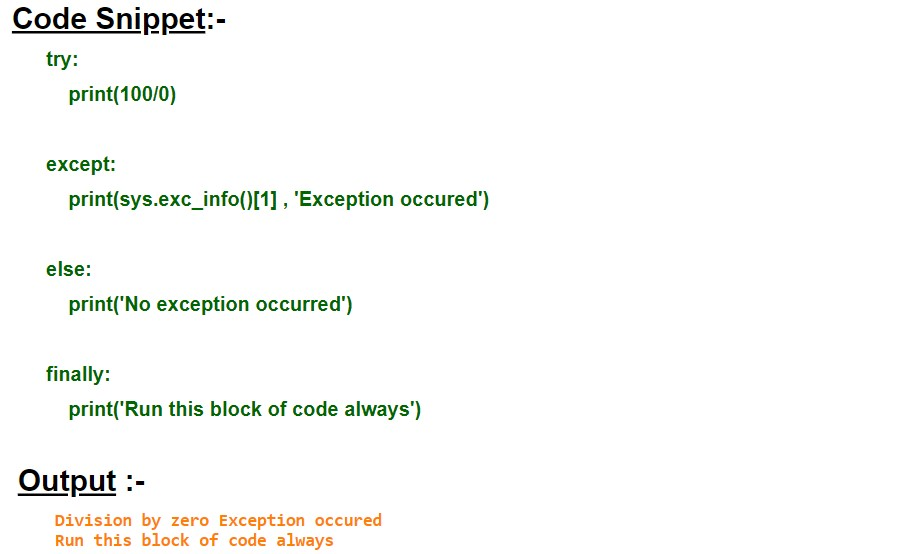 Code Snippet:-
try:
print(100/0)
except:
print(sys.exc_info()[1] , 'Exception occured')
else:
print('No exception occurred')
finally:
print('Run this block of code always')
Output :-
Division by zero Exception occured
Run this block of code always